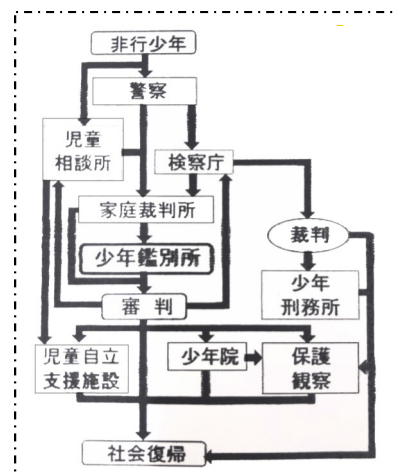 非行少年
警察
児童
相談所
検察庁
家庭裁判所
裁判
少年鑑別所
少年
刑務所
審判
児童自立
支援施設
少年院
保護
観察
社会復帰